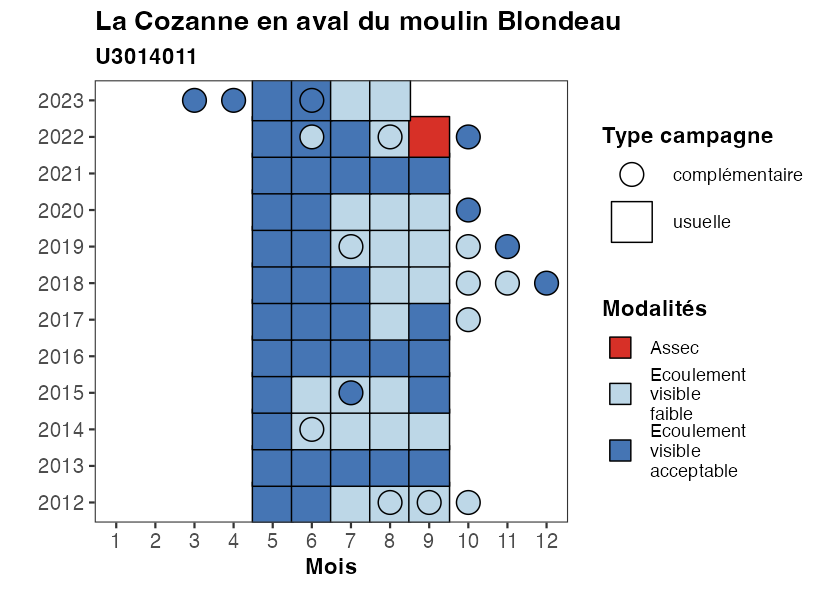 La Cozanne en aval du moulin Blondeau
U3014011
2023
2022
2021
2020
2019
2018
2017
2016
2015
2014
2013
2012
1 2 3 4 5 6 7 8 9 10 11 12
Mois
Type campagne
complémentaire
usuelle
Modalités
Assec
Ecoulement
visible
faible
Ecoulement
visible
acceptable